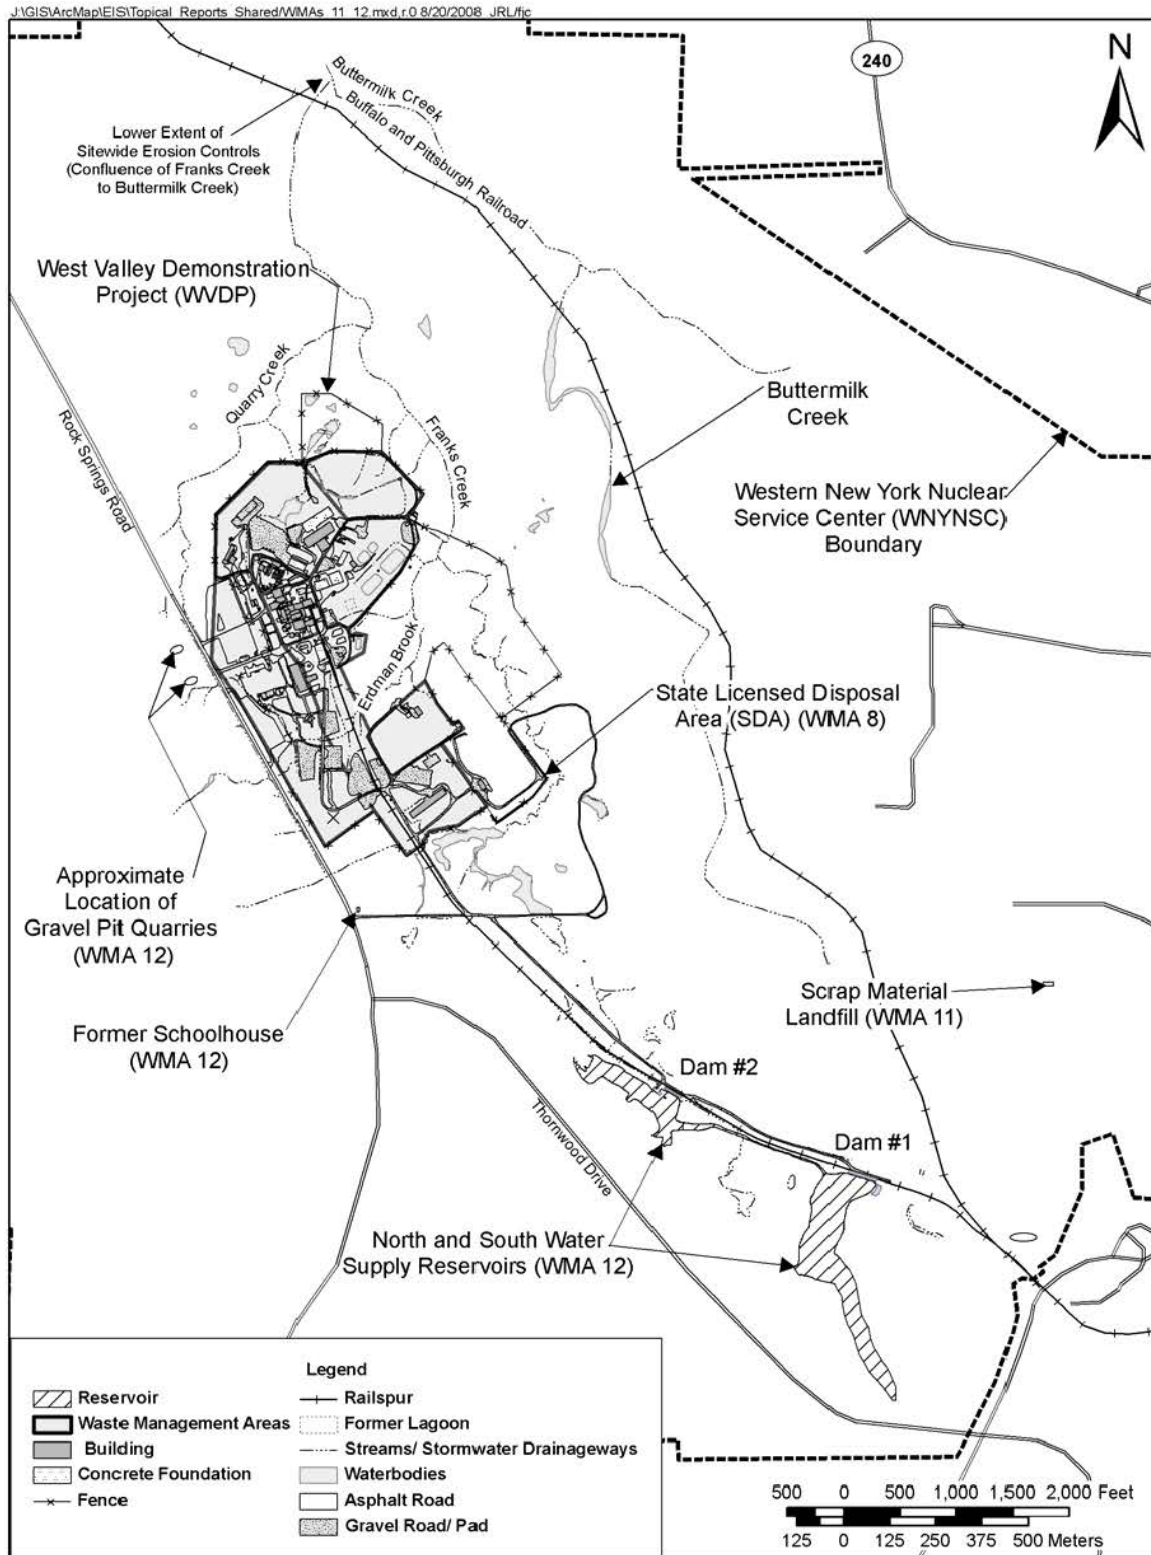 J:\GIS\ArcMap\EIS\Topical_Reports_Shared/WMAs_11_12.mxd,r.0 8/20/2008 JRL/fjc
240
N
Buttermilk Creek
Buffalo and Pittsburgh Railroad
Lower Extent of
Sitewide Erosion Controls
(Confluence of Franks Creek
to Buttermilk Creek)
West Valley Demonstration
Project (WVDP)
Quarry Creek
Franks Creek
Rock Springs Road
Buttermilk
Creek
Western New York Nuclear
Service Center (WNYNSC)
Boundary
Erdman Brook
State Licensed Disposal
Area (SDA) (WMA 8)
Approximate
Location of
Gravel Pit Quarries
(WMA 12)
Former Schoolhouse
(WMA 12)
Scrap Material
Landfill (WMA 11)
Dam #2
Dam #1
Thornwood Drive
North and South Water
Supply Reservoirs (WMA 12)
Legend
Reservoir
Waste Management Areas
Building
Concrete Foundation
Fence
Railspur
Former Lagoon
Streams/ Stormwater Drainageways
Waterbodies
Asphalt Road
Gravel Road/ Pad
500 0 500 1,000 1,500 2,000 Feet
125 0 125 250 375 500 Meters